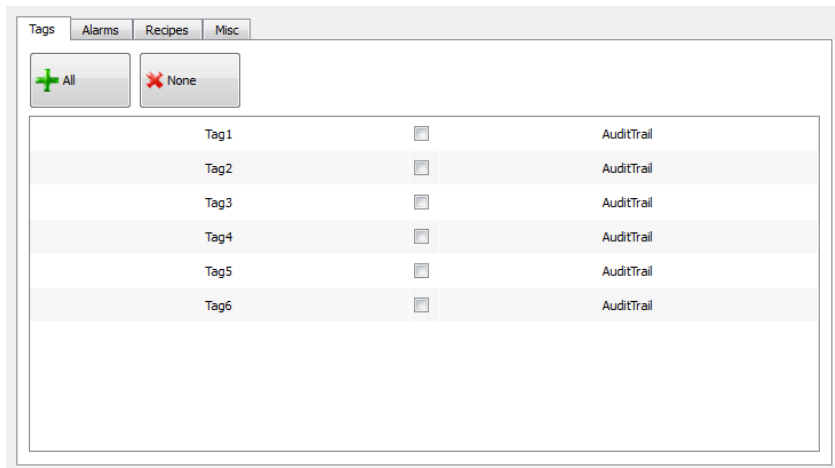 Tags Alarms Recipes Misc
All None
Tag1 AuditTrail
Tag2 AuditTrail
Tag3 AuditTrail
Tag4 AuditTrail
Tag5 AuditTrail
Tag6 AuditTrail